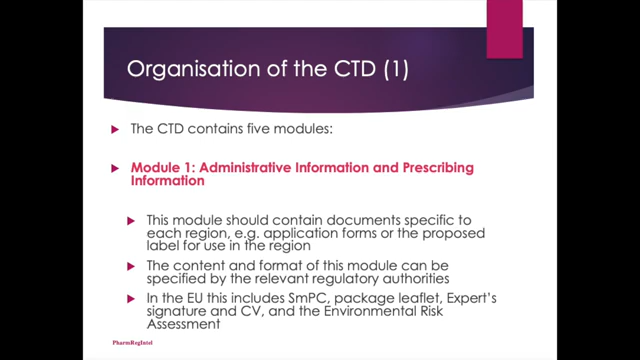 Organisation of the CTD (1)
The CTD contains five modules:
Module 1: Administrative Information and Prescribing
Information
This module should contain documents specific to
each region, e.g. application forms or the proposed
label for use in the region
The content and format of this module can be
specified by the relevant regulatory authorities
In the EU this includes SmPC, package leaflet, Expert's
signature and CV, and the Environmental Risk
Assessment
PharmRegIntel